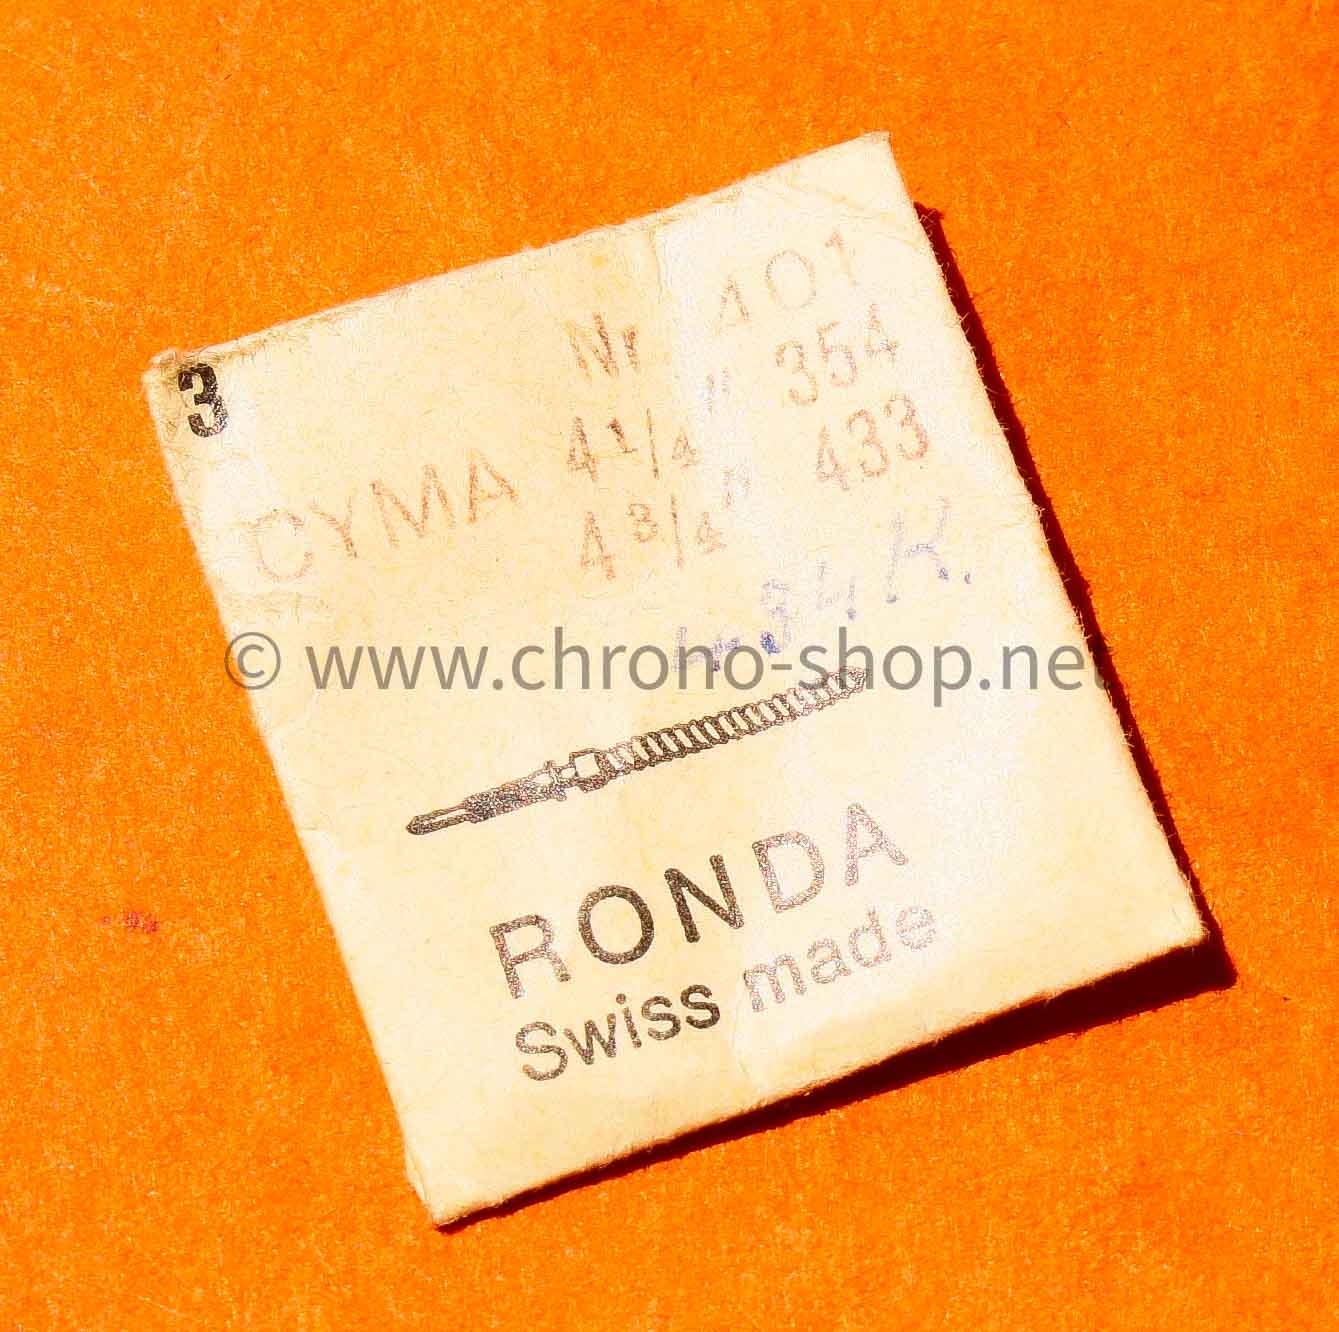 3
Nr 401
CYMA 4 1/4 " 354
4 3/4 " 433
434 K.
© www.chrono-shop.net
RONDA
Swiss made